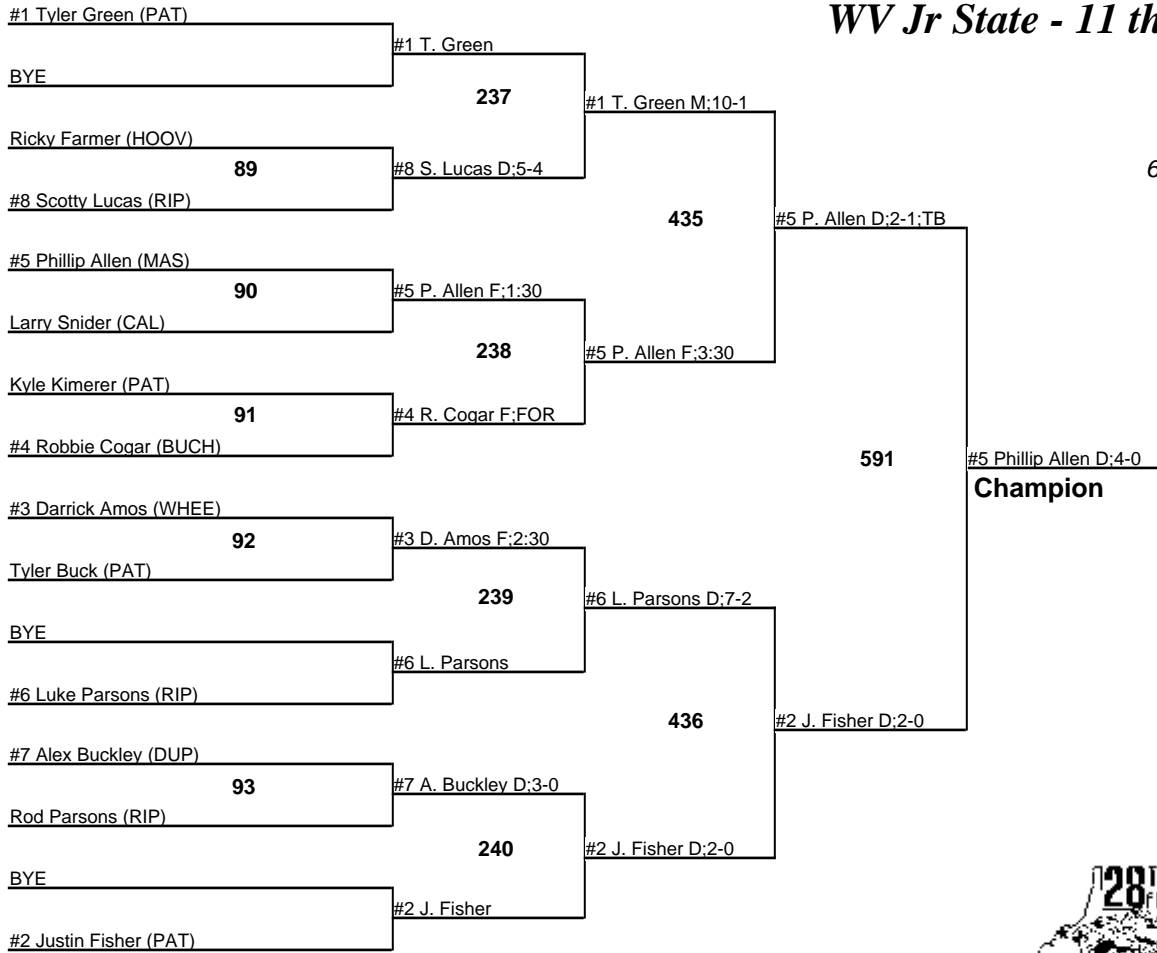 #1 Tyler Green (PAT)
WV Jr State - 11 th
#1 T. Green
BYE
237
#1 T. Green M;10-1
Ricky Farmer (HOOV)
89
#8 S. Lucas D;5-4
6
#8 Scotty Lucas (RIP)
435
#5 P. Allen D;2-1;TB
#5 Phillip Allen (MAS)
90
#5 P. Allen F;1:30
Larry Snider (CAL)
238
#5 P. Allen F;3:30
Kyle Kimerer (PAT)
91
#4 R. Cogar F;FOR
#4 Robbie Cogar (BUCH)
591
#5 Phillip Allen D;4-0
Champion
#3 Darrick Amos (WHEE)
92
#3 D. Amos F;2:30
Tyler Buck (PAT)
239
#6 L. Parsons D;7-2
BYE
#6 L. Parsons
#6 Luke Parsons (RIP)
436
#2 J. Fisher D;2-0
#7 Alex Buckley (DUP)
93
#7 A. Buckley D;3-0
Rod Parsons (RIP)
240
#2 J. Fisher D;2-0
BYE
#2 J. Fisher
28
#2 Justin Fisher (PAT)